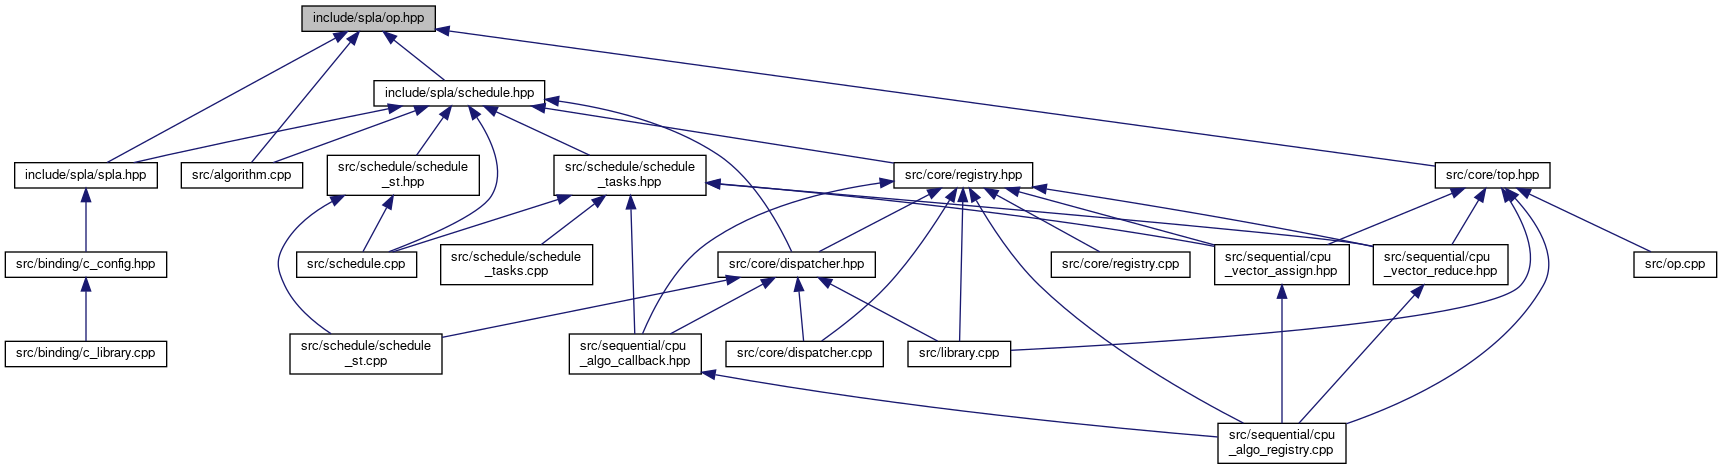 include/spla/op.hpp
include/spla/schedule.hpp
include/spla/spla.hpp
src/algorithm.cpp
src/schedule/schedule
_st.hpp
src/schedule/schedule
_tasks.hpp
src/core/registry.hpp
src/core/top.hpp
src/binding/c_config.hpp
src/schedule.cpp
src/schedule/schedule
_tasks.cpp
src/core/dispatcher.hpp
src/core/registry.cpp
src/sequential/cpu
_vector_assign.hpp
src/sequential/cpu
_vector_reduce.hpp
src/op.cpp
src/binding/c_library.cpp
src/schedule/schedule
_st.cpp
src/sequential/cpu
_algo_callback.hpp
src/core/dispatcher.cpp
src/library.cpp
src/sequential/cpu
_algo_registry.cpp